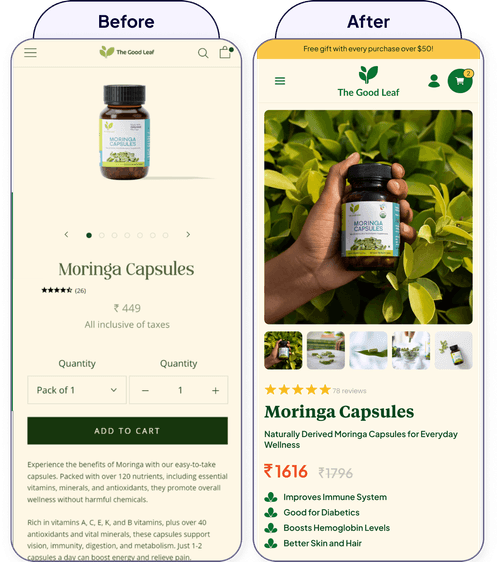 Before
The Good Leaf
MORINGA
CAPSULES
Moringa Capsules
(26)
₹ 449
All inclusive of taxes
Quantity
Quantity
Pack of 1
1
ADD TO CART
Experience the benefits of Moringa with our easy-to-take
capsules. Packed with over 120 nutrients, including essential
vitamins, minerals, and antioxidants, they promote overall
wellness without harmful chemicals.
Rich in vitamins A, C, E, K, and B vitamins, plus over 40
antioxidants and vital minerals, these capsules support
vision, immunity, digestion, and metabolism. Just 1-2
capsules a day can boost energy and relieve pain.
After
Free gift with every purchase over $50!
The Good Leaf
2
MORINGA
CAPSULES
78 reviews
Moringa Capsules
Naturally Derived Moringa Capsules for Everyday
Wellness
₹1616
₹1796
Improves Immune System
Good for Diabetics
Boosts Hemoglobin Levels
Better Skin and Hair